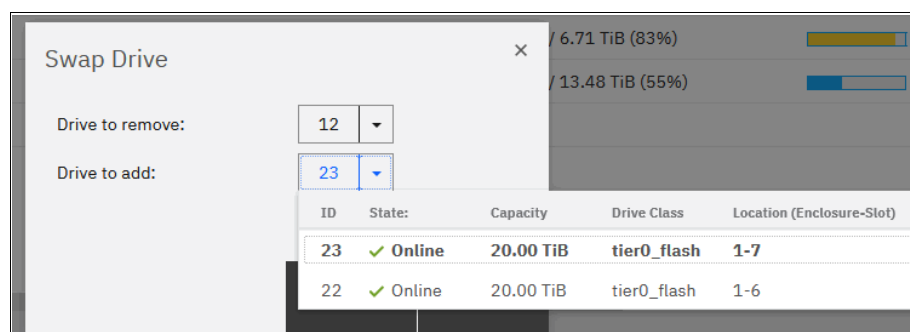 / 6.71 TiB (83%)
Swap Drive ×
/ 13.48 TiB (55%)
Drive to remove: 12
Drive to add: 23
ID State: Capacity Drive Class Location (Enclosure-Slot)
23 ✓ Online 20.00 TiB tier0_flash 1-7
22 ✓ Online 20.00 TiB tier0_flash 1-6